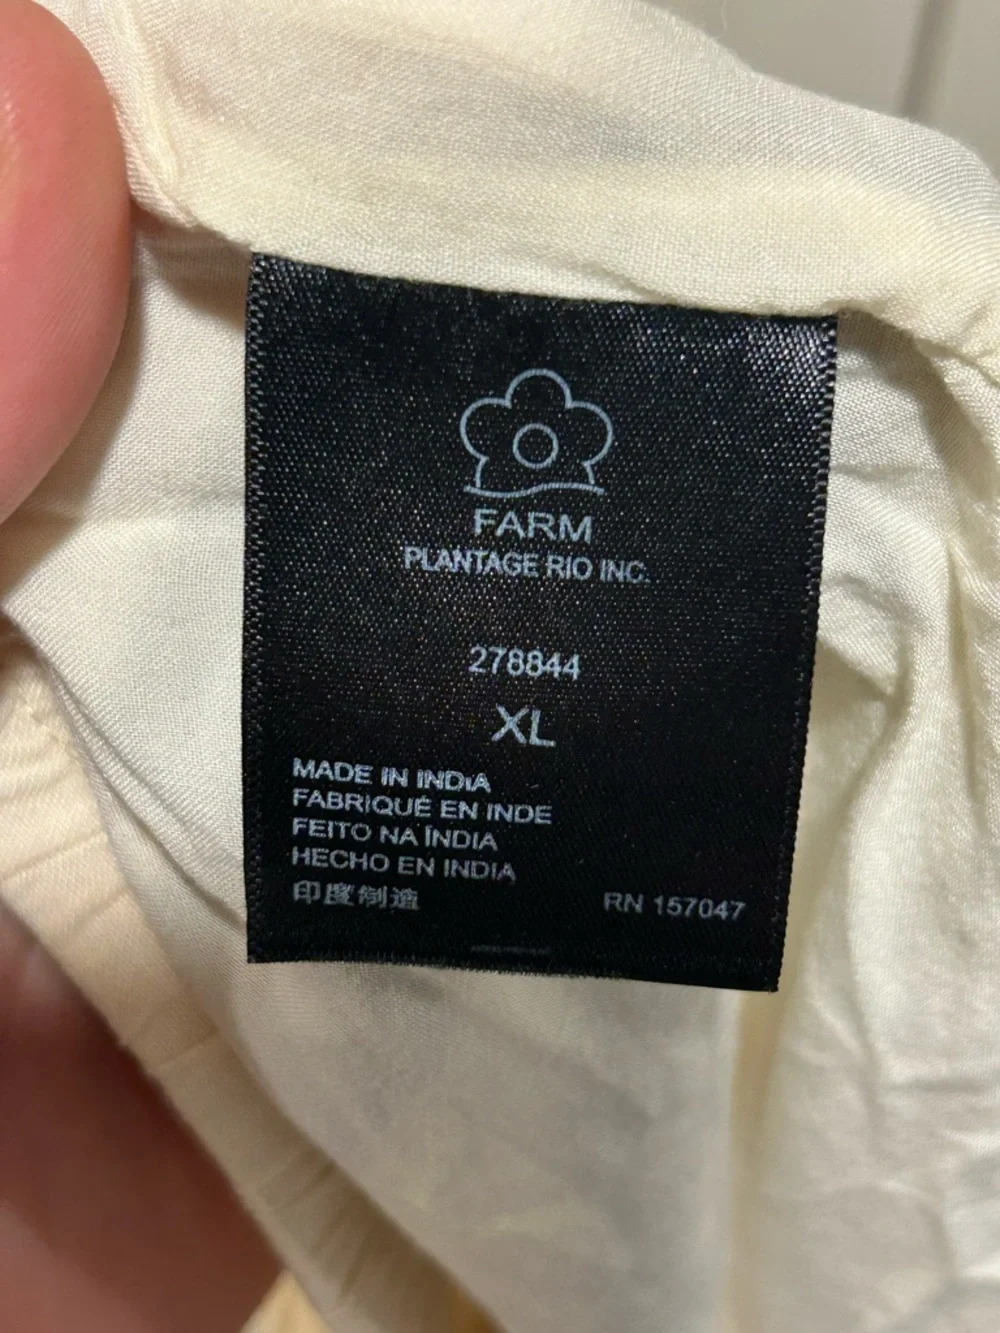 FARM
PLANTAGE RIO INC.
278844
XL
MADE IN INDIA
FABRIQUÉ EN INDE
FEITO NA ÍNDIA
HECHO EN INDIA
印度制造
RN 157047